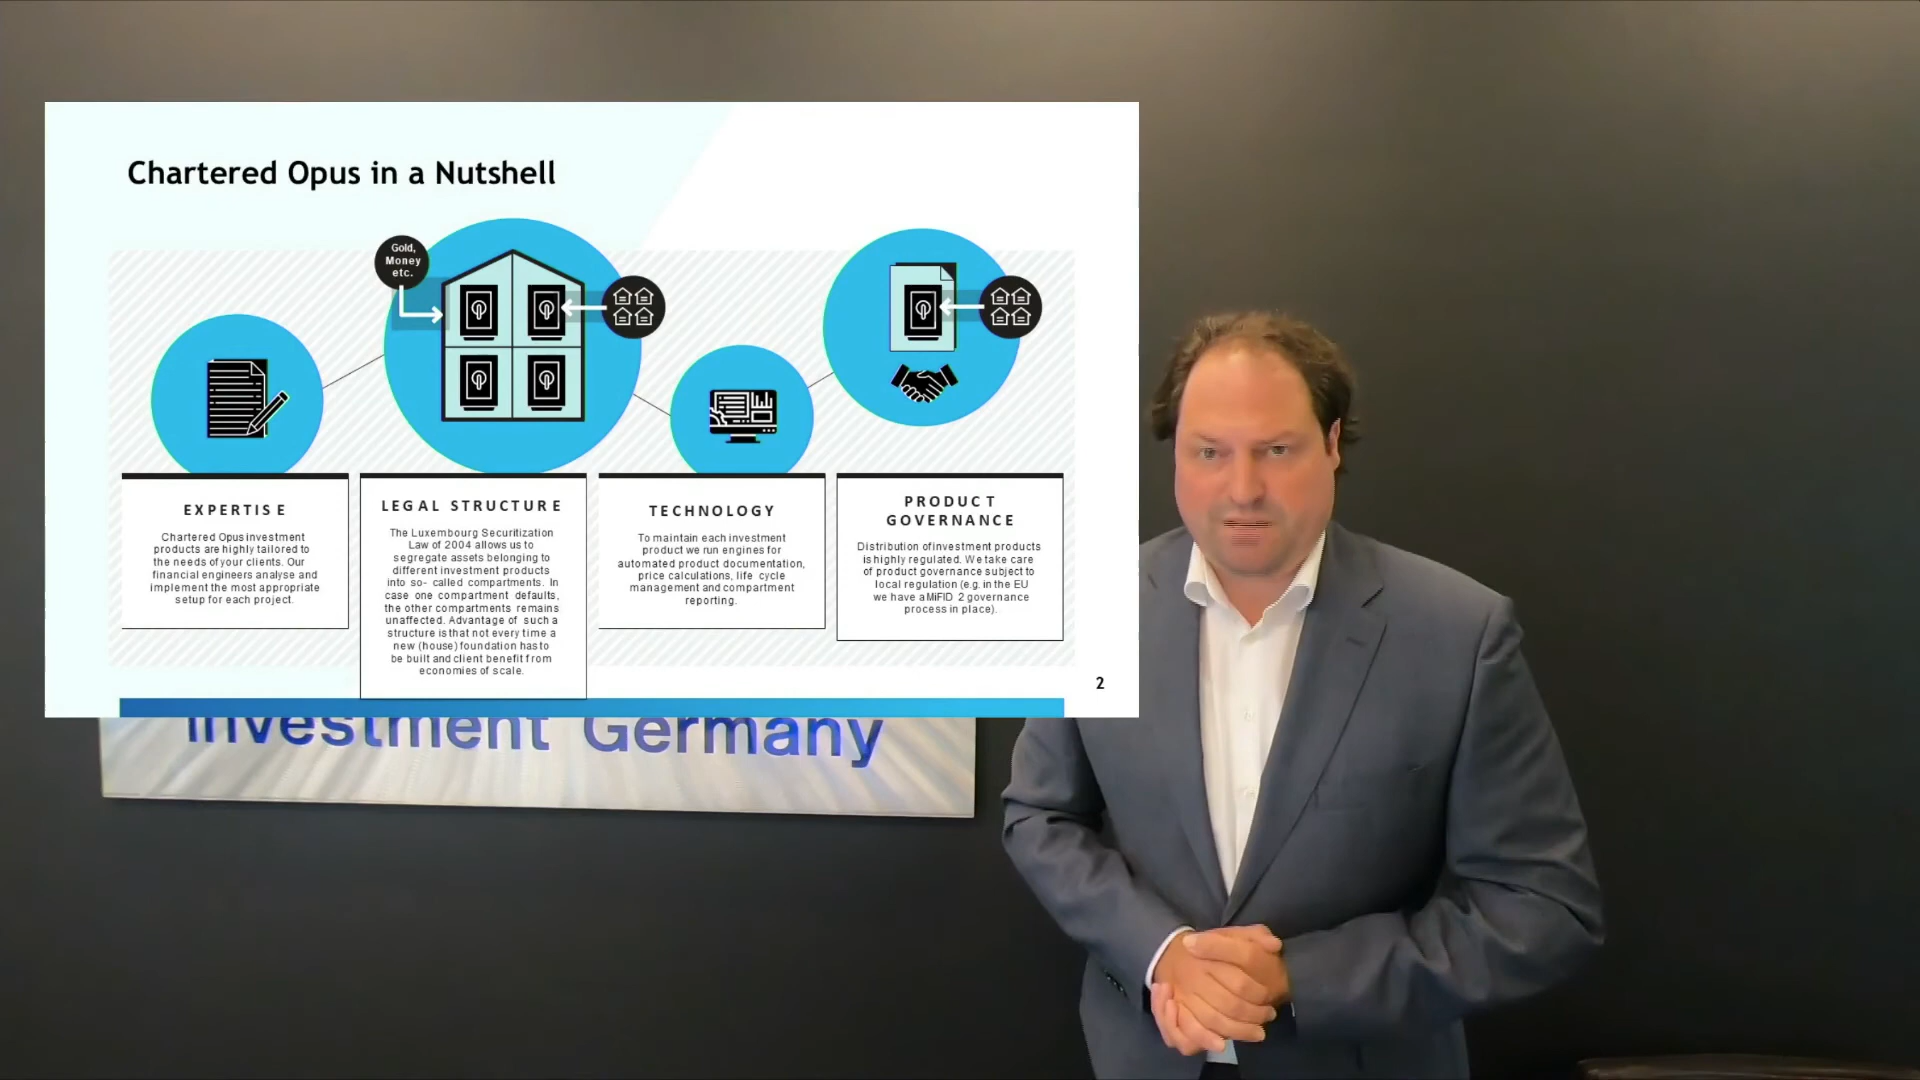 Chartered Opus in a Nutshell
Gold,
Money
etc.
EXPERTISE
Chartered Opus investment
products are highly tailored to
the needs of your clients. Our
financial engineers analyse and
implement the most appropriate
setup for each project.
LEGAL STRUCTURE
The Luxembourg Securitization
Law of 2004 allows us to
segregate assets belonging to
different investment products
into so- called compartments. In
case one compartment defaults,
the other compartments remains
unaffected. Advantage of such a
structure is that not every time a
new (house) foundation has to
be built and client benefit from
economies of scale.
TECHNOLOGY
To maintain each investment
product we run engines for
automated product documentation,
price calculations, life cycle
management and compartment
reporting.
PRODUCT
GOVERNANCE
Distribution of investment products
is highly regulated. We take care
of product governance subject to
local regulation (e.g. in the EU
we have a MiFID 2 governance
process in place).
2
Investment Germany